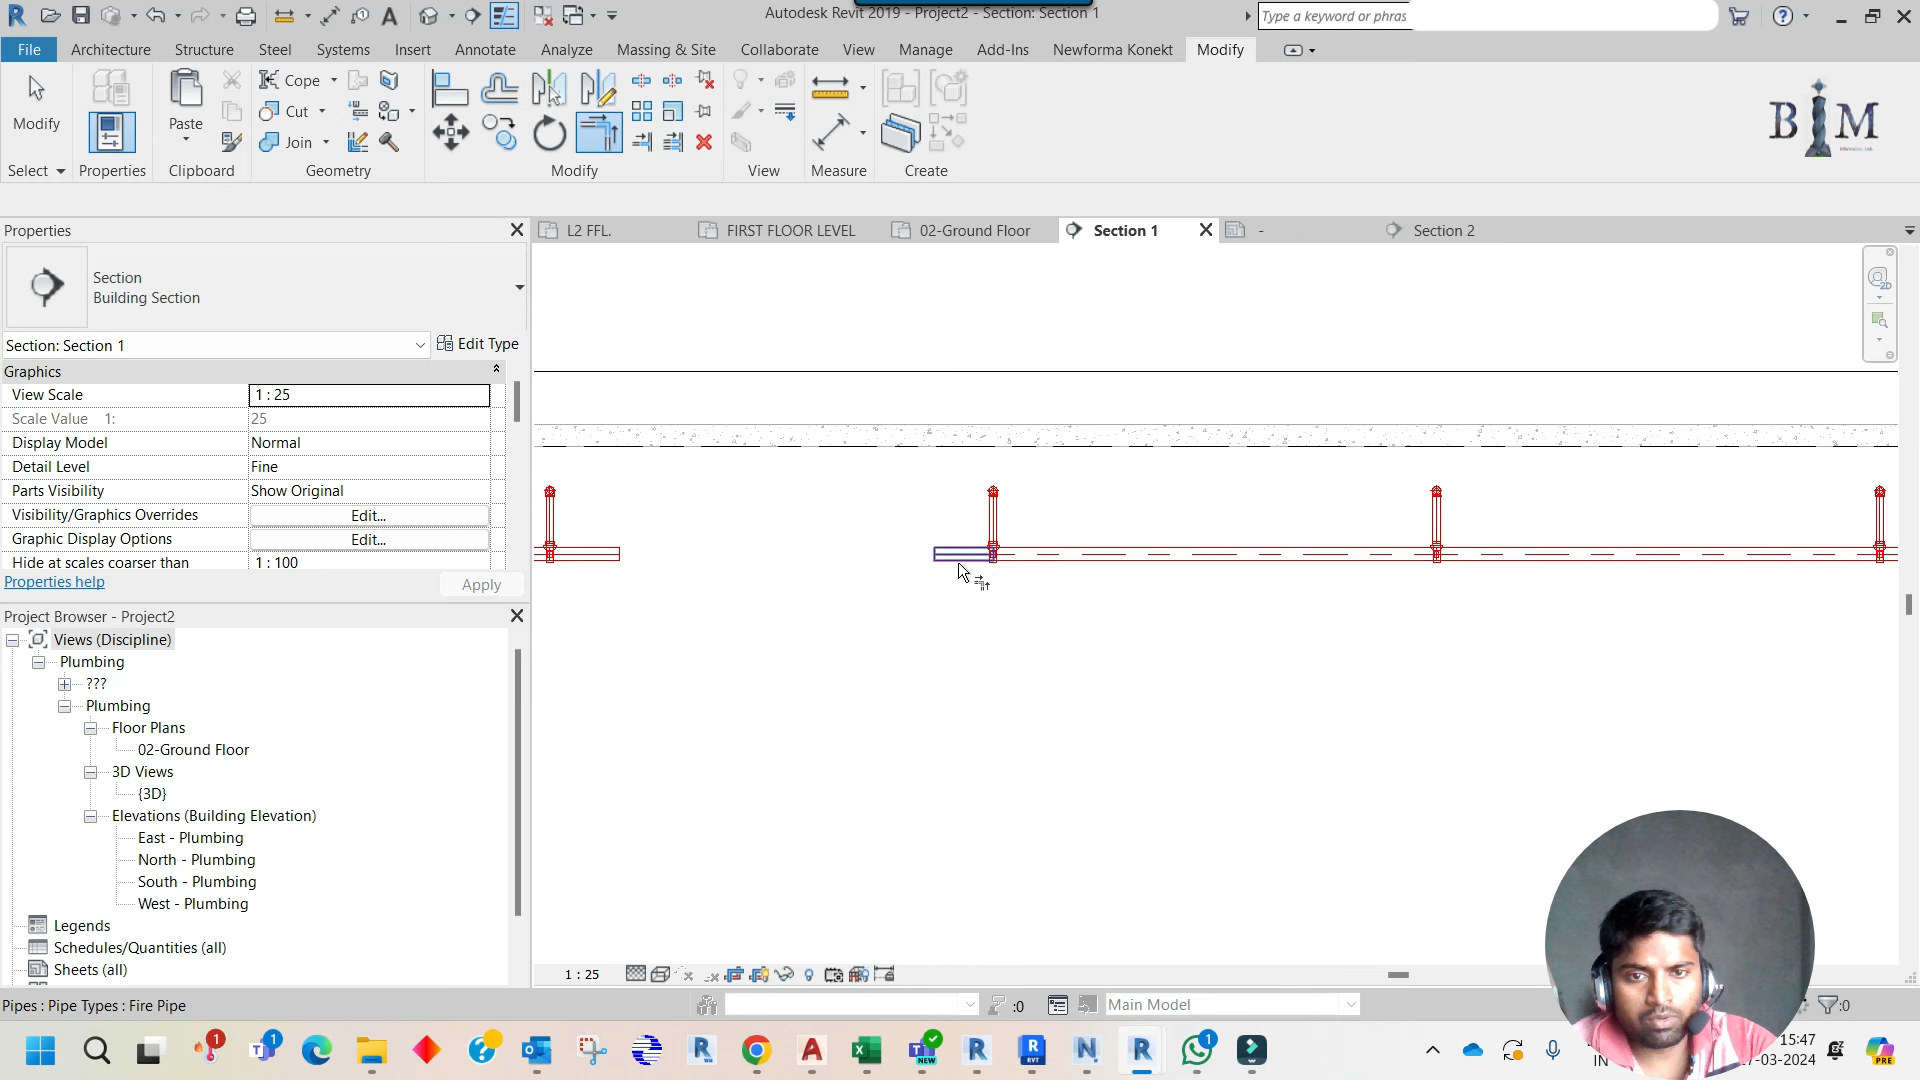 Autodesk Revit 2019 - Project2 - Section: Section 1
Type a keyword or phras
File Architecture Structure Steel Systems Insert Annotate Analyze Massing & Site Collaborate View Manage Add-Ins Newforma Konekt Modify
Modify
Paste
Cope
Cut
Join
Select Properties Clipboard Geometry Modify View Measure Create
BIM
Properties
L2 FFL. FIRST FLOOR LEVEL 02-Ground Floor Section 1 - Section 2
Section
Building Section
Section: Section 1 Edit Type
Graphics
View Scale 1 : 25
Scale Value 1: 25
Display Model Normal
Detail Level Fine
Parts Visibility Show Original
Visibility/Graphics Overrides Edit...
Graphic Display Options Edit...
Hide at scales coarser than 1 : 100
Properties help Apply
Project Browser - Project2
Views (Discipline)
Plumbing
???
Plumbing
Floor Plans
02-Ground Floor
3D Views
{3D}
Elevations (Building Elevation)
East - Plumbing
North - Plumbing
South - Plumbing
West - Plumbing
Legends
Schedules/Quantities (all)
Sheets (all)
1 : 25
Pipes : Pipe Types : Fire Pipe :0 Main Model :0
IN
15:47
-03-2024